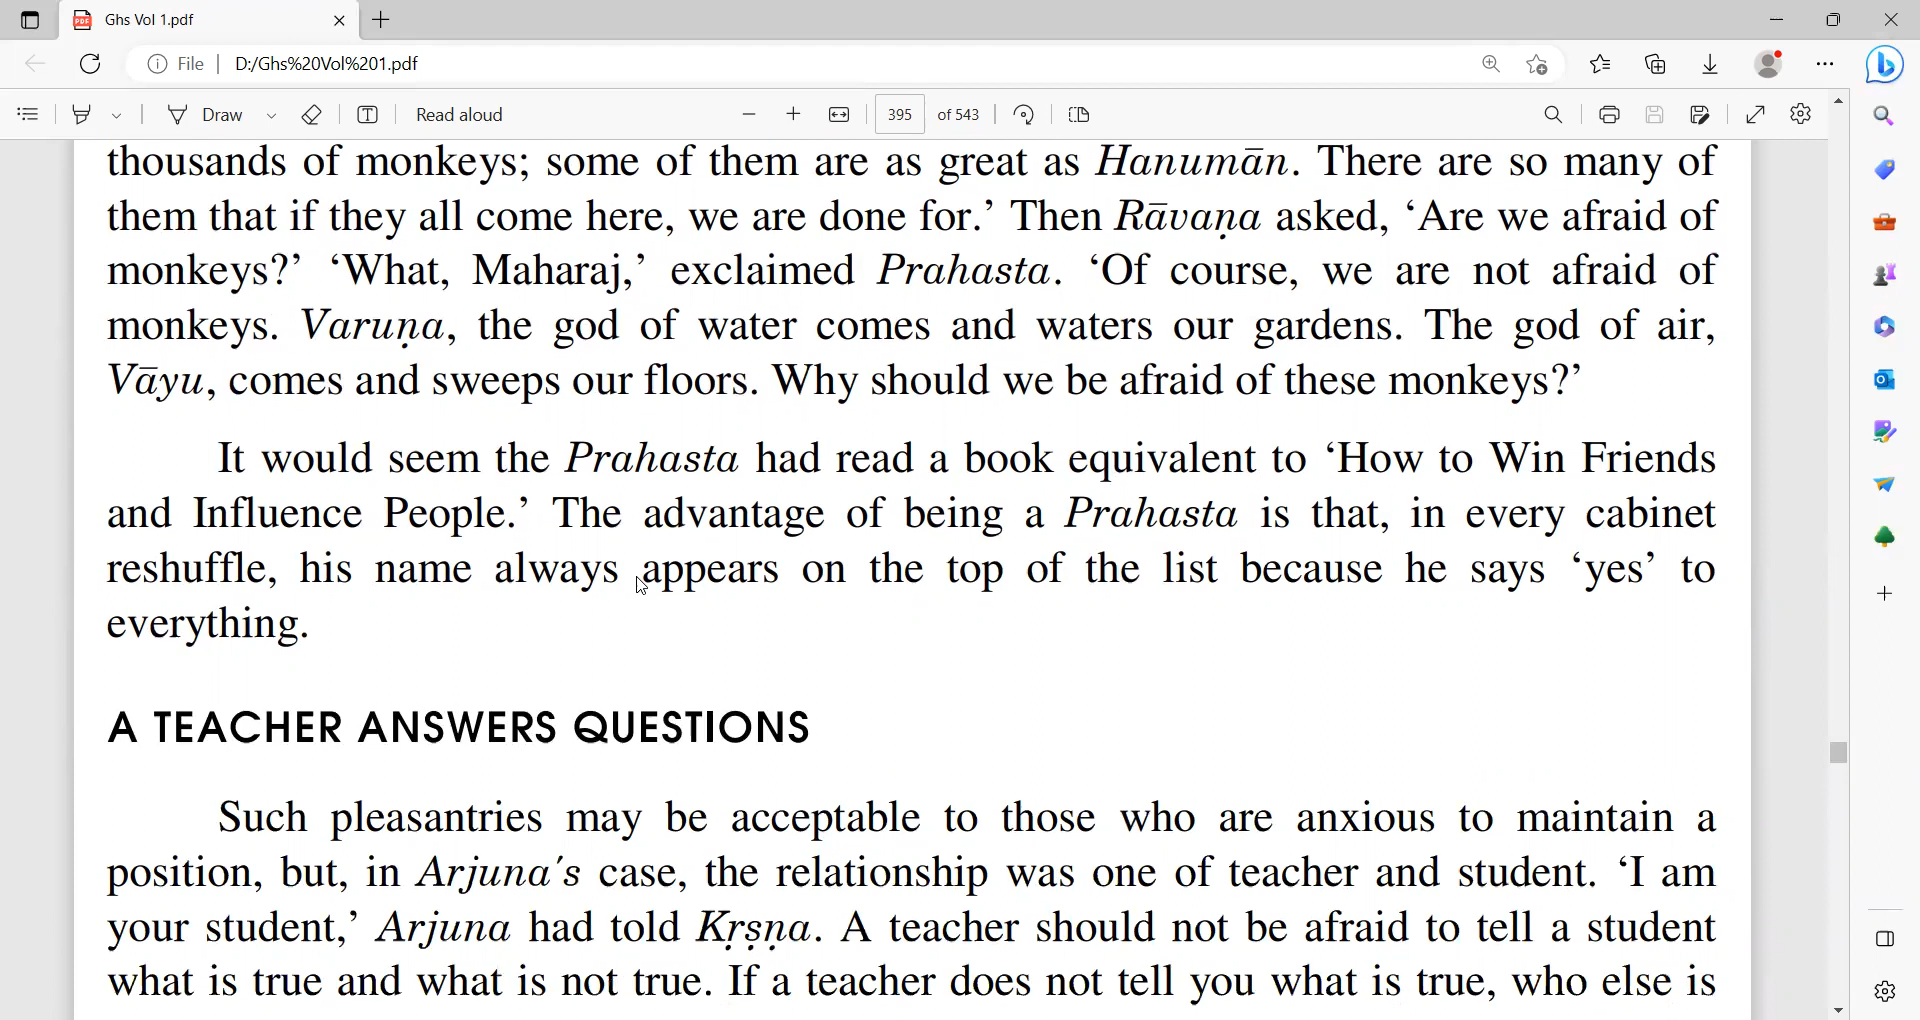 Ghs Vol 1.pdf
File
D:/Ghs%20Vol%201.pdf
Draw
Read aloud
395 of 543
thousands of monkeys; some of them are as great as Hanumān. There are so many of
them that if they all come here, we are done for.’ Then Rāvaṇa asked, ‘Are we afraid of
monkeys?’ ‘What, Maharaj,’ exclaimed Prahasta. ‘Of course, we are not afraid of
monkeys. Varuṇa, the god of water comes and waters our gardens. The god of air,
Vāyu, comes and sweeps our floors. Why should we be afraid of these monkeys?’
It would seem the Prahasta had read a book equivalent to ‘How to Win Friends
and Influence People.’ The advantage of being a Prahasta is that, in every cabinet
reshuffle, his name always appears on the top of the list because he says ‘yes’ to
everything.
A TEACHER ANSWERS QUESTIONS
Such pleasantries may be acceptable to those who are anxious to maintain a
position, but, in Arjuna's case, the relationship was one of teacher and student. ‘I am
your student,’ Arjuna had told Kṛṣṇa. A teacher should not be afraid to tell a student
what is true and what is not true. If a teacher does not tell you what is true, who else is